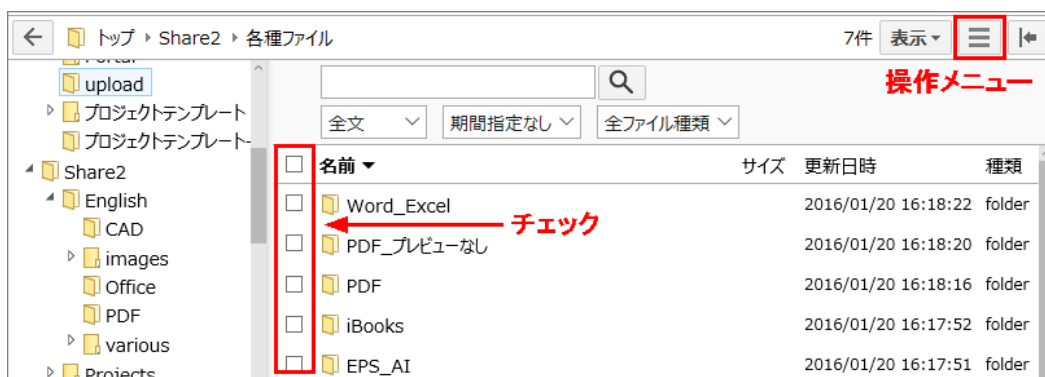 トップ Share2 各種ファイル 7件 表示
操作メニュー
upload
プロジェクトテンプレート
全文 期間指定なし 全ファイル種類
プロジェクトテンプレート-
Share2
名前 サイズ 更新日時 種類
English
Word_Excel 2016/01/20 16:18:22 folder
チェック
CAD
PDF_プレビューなし 2016/01/20 16:18:20 folder
images
Office
PDF 2016/01/20 16:18:16 folder
PDF
iBooks 2016/01/20 16:17:52 folder
various
EPS_AI 2016/01/20 16:17:51 folder
Projects